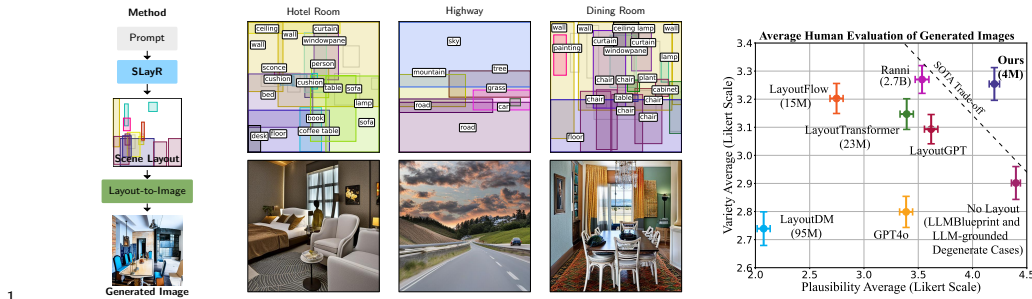 Method
Prompt
SLayR
Scene Layout
Layout-to-Image
Generated Image
Hotel Room
ceiling
curtain
wall
wall
windowpane
person
sconce
cushion
cushion
table
sofa
bed
lamp
book
sofa
desk
floor
coffee table
Highway
sky
mountain
tree
grass
road
car
road
Dining Room
wall
wall
ceiling lamp
wall
painting
curtain
curtain
windowpane
lamp
chair
chair
plant
cabinet
chair
table
chair
chair
chair
floor
Average Human Evaluation of Generated Images
Variety Average (Likert Scale)
3.4
3.3
3.2
3.1
3.0
2.9
2.8
2.7
2.6
2.0
2.5
3.0
3.5
4.0
4.5
Plausibility Average (Likert Scale)
SOTA Trade-off
Ours
(4M)
Ranni
(2.7B)
LayoutFlow
(15M)
LayoutTransformer
(23M)
LayoutGPT
No Layout
(LLMBlueprint and
LLM-grounded
Degenerate Cases)
LayoutDM
(95M)
GPT4o
1